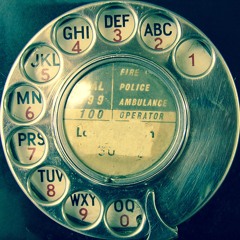 DEF
3
ABC
2
1
GHI
4
JKL
5
MN
6
PRS
7
TUV
8
WXY
9
OQ
0
FIRE
POLICE
99 AMBULANCE
100 OPERATOR